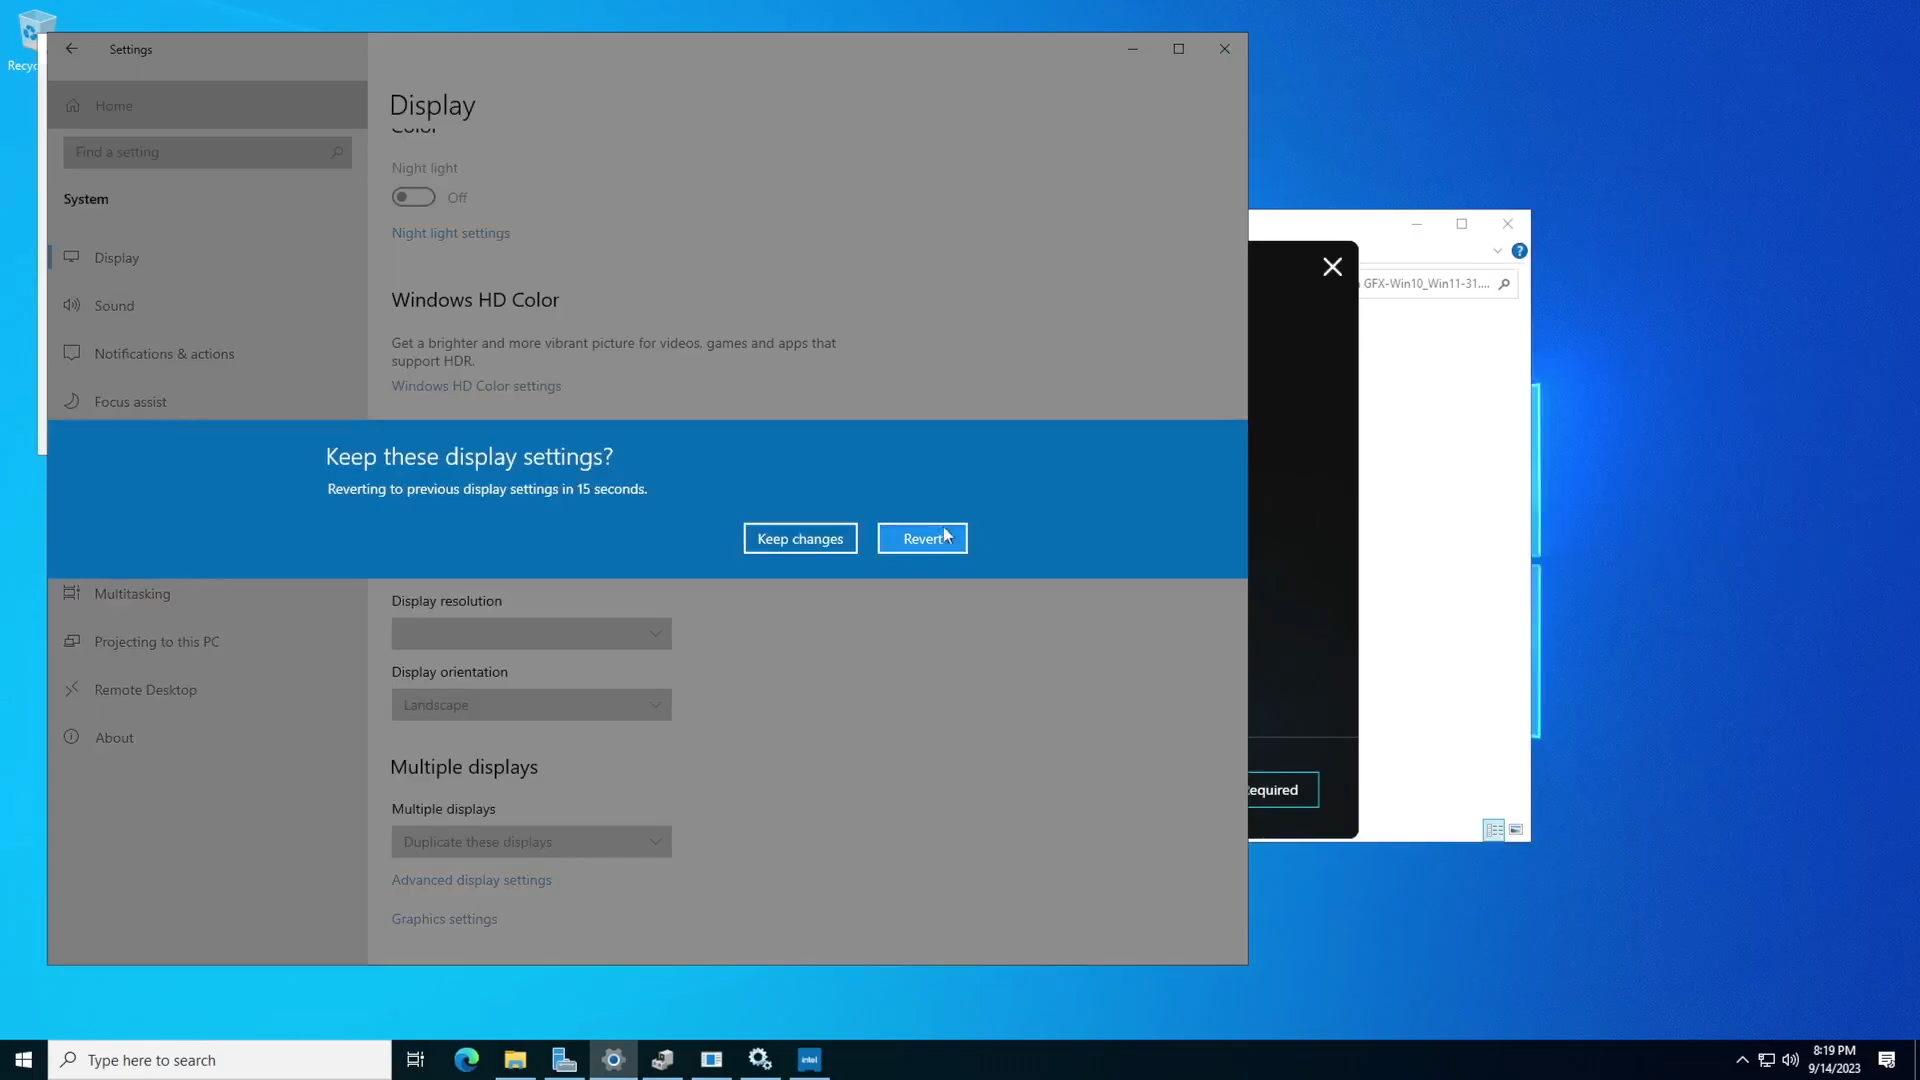 Recyc
Settings
Home
Find a setting
System
Display
Sound
Notifications & actions
Focus assist
Multitasking
Projecting to this PC
Remote Desktop
About
Display
Color
Night light
Off
Night light settings
Windows HD Color
Get a brighter and more vibrant picture for videos, games and apps that
support HDR.
Windows HD Color settings
Keep these display settings?
Reverting to previous display settings in 15 seconds.
Keep changes
Revert
Display resolution
Display orientation
Landscape
Multiple displays
Multiple displays
Duplicate these displays
Advanced display settings
Graphics settings
?
GFX-Win10_Win11-31....
equired
Type here to search
intel
8:19 PM
9/14/2023